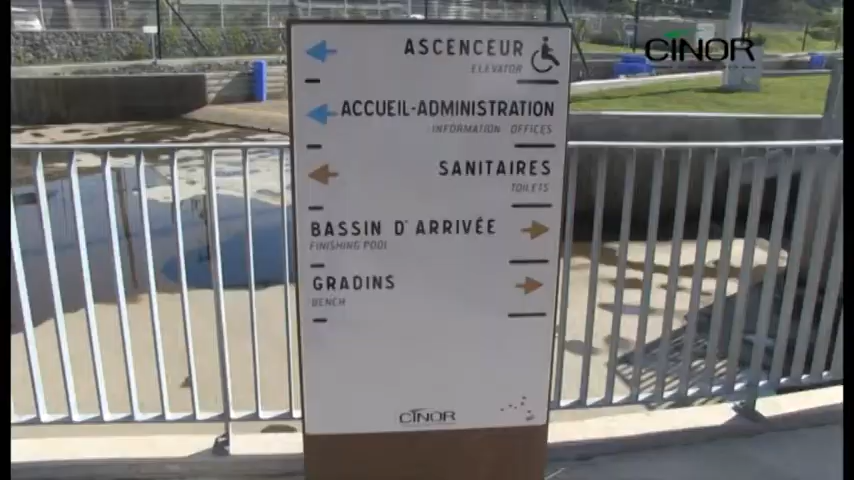 CINOR
ASCENCEUR
ELEVATOR
ACCUEIL-ADMINISTRATION
INFORMATION OFFICES
SANITAIRES
TOILETS
BASSIN D'ARRIVÉE
FINISHING POOL
GRADINS
BENCH
CINOR